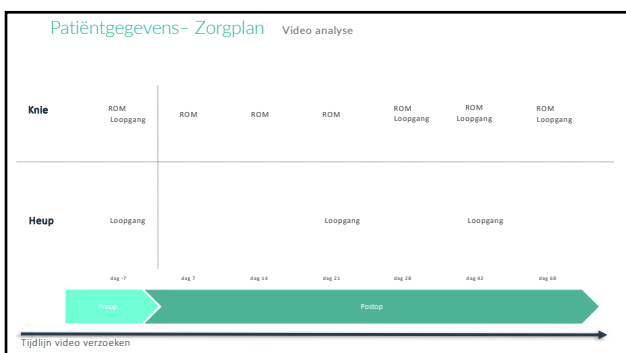 Patiëntgegevens– Zorgplan Video analyse
Knie
ROM
Loopgang
ROM
ROM
ROM
ROM
Loopgang
ROM
Loopgang
ROM
Loopgang
Heup
Loopgang
Loopgang
Loopgang
dag -7 dag 7 dag 14 dag 21 dag 28 dag 42 dag 68
Postop
Tijdlijn video verzoeken